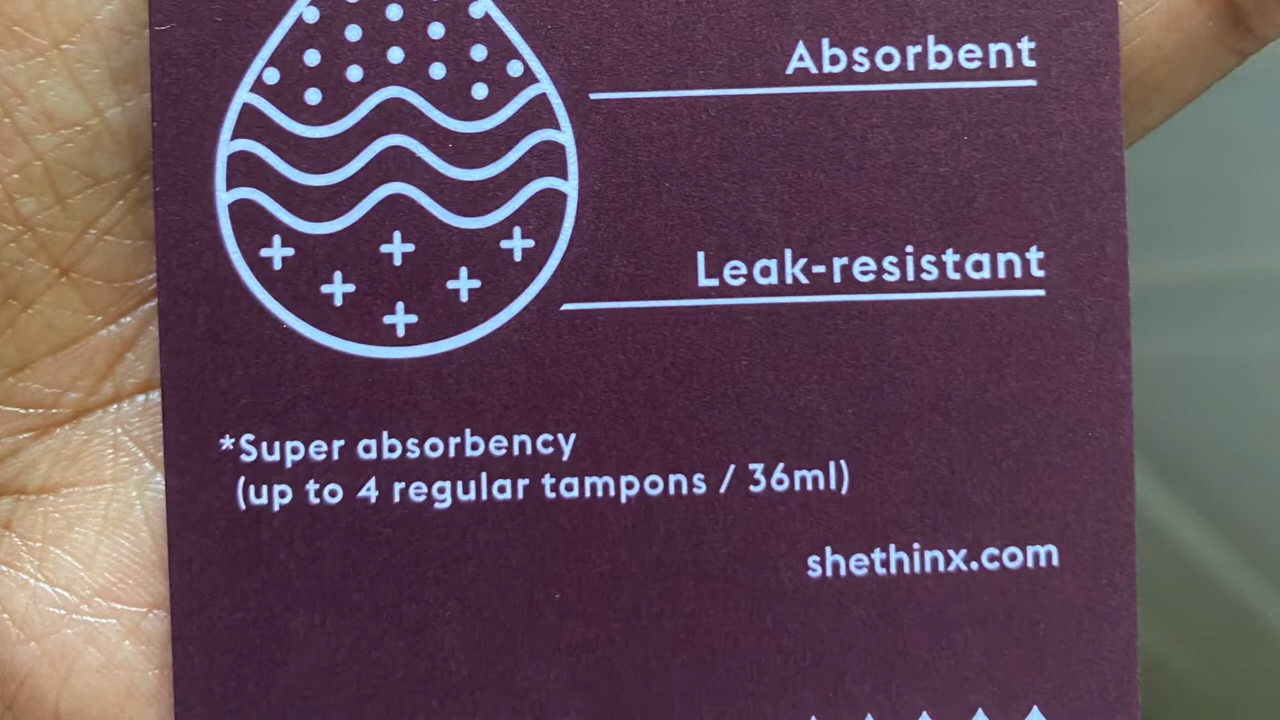 Absorbent
Leak-resistant
*Super absorbency
(up to 4 regular tampons / 36ml)
shethinx.com